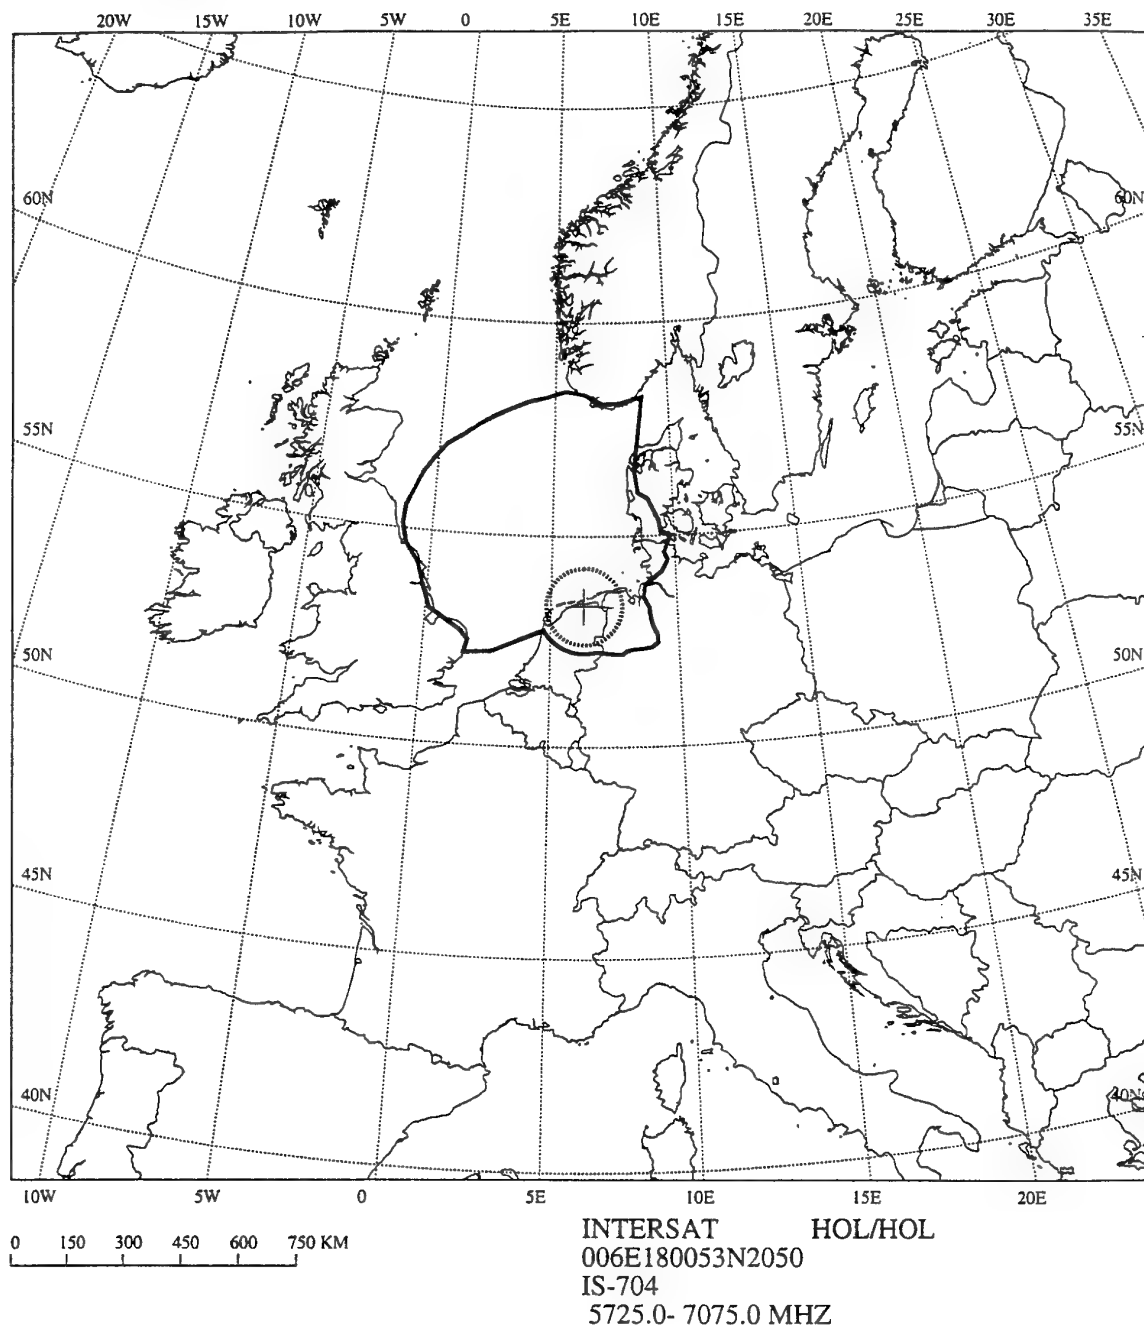 20W 15W 10W 5W 0 5E 10E 15E 20E 25E 30E 35E
60N 60N
55N 55N
50N 50N
45N 45N
40N 40N
10W 5W 0 5E 10E 15E 20E
0 150 300 450 600 750 KM
INTERSAT HOL/HOL
006E180053N2050
IS-704
5725.0- 7075.0 MHZ